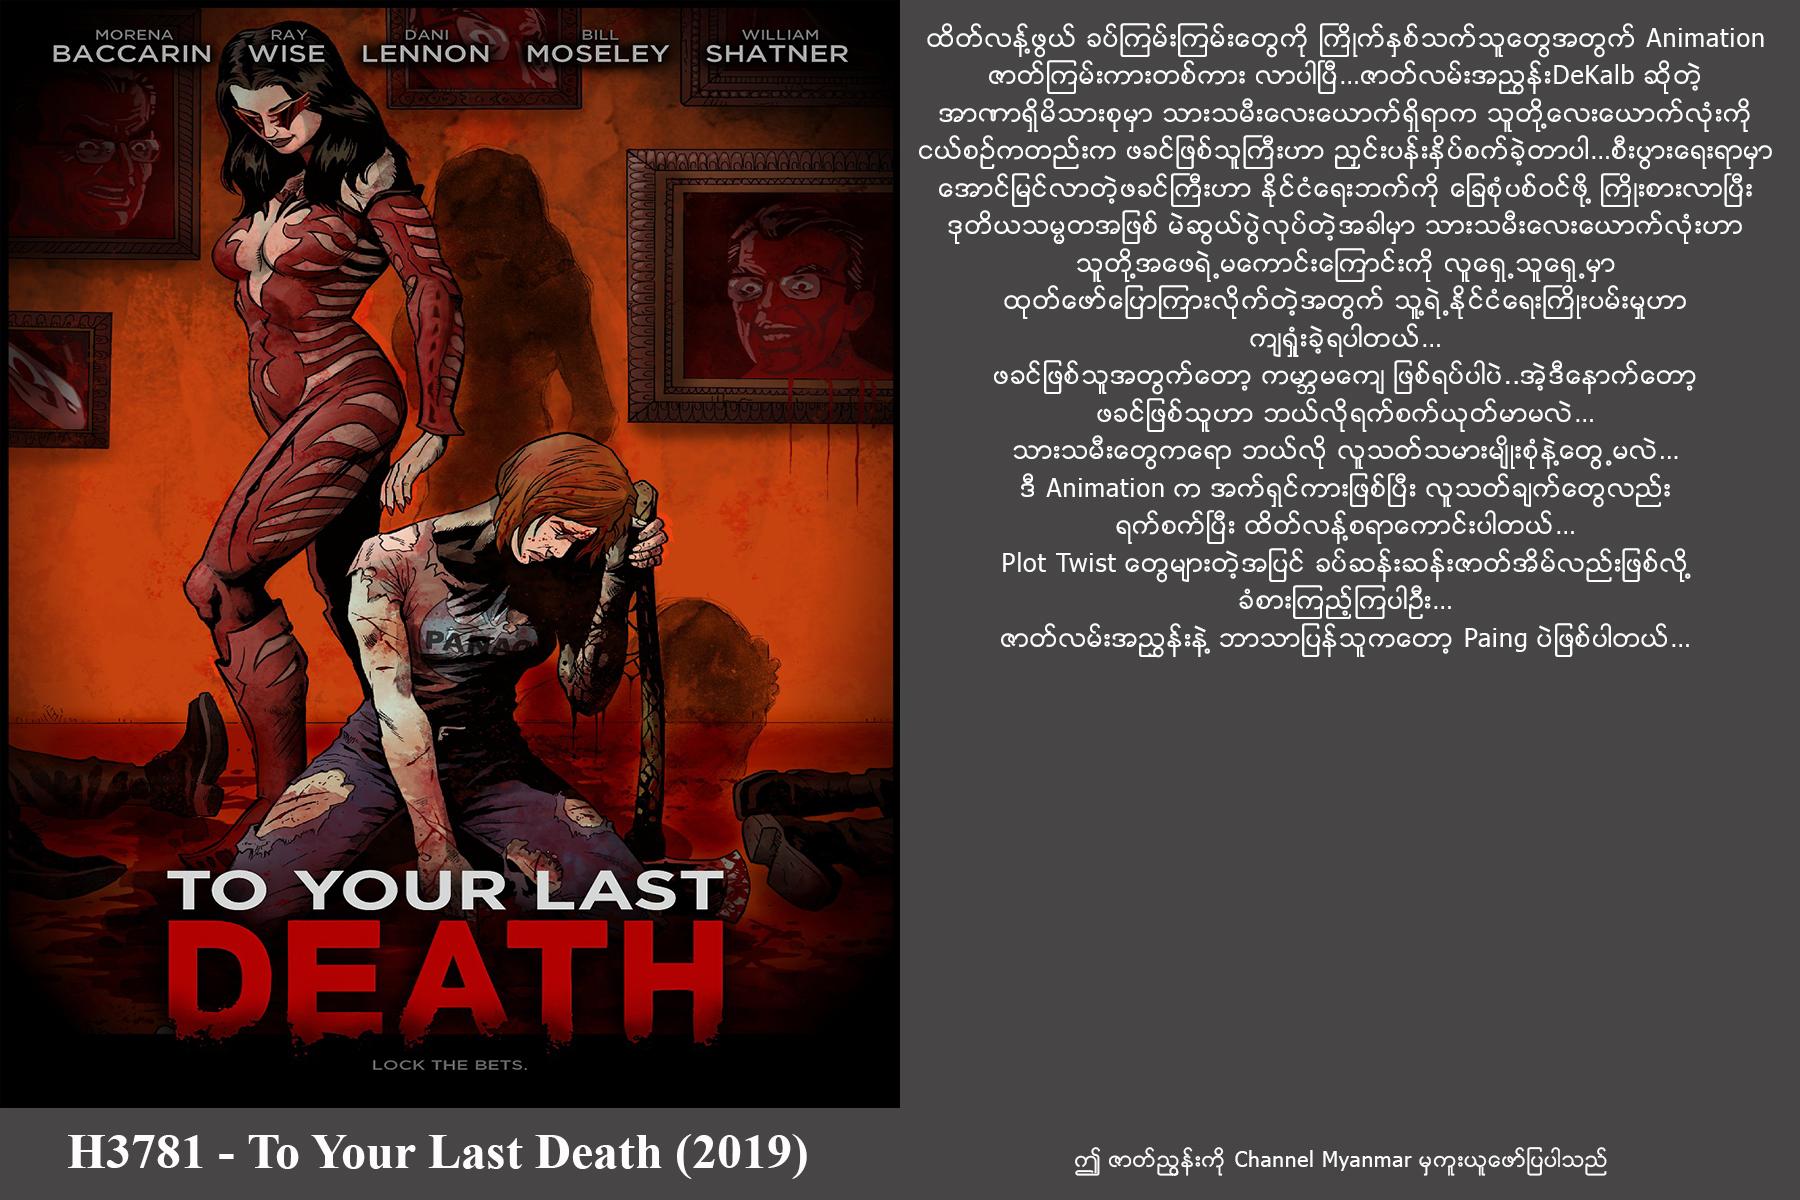 MORENA
BACCARIN
RAY
WISE
DANI
LENNON
BILL
MOSELEY
WILLIAM
SHATNER
PANAC
TO YOUR LAST
DEATH
LOCK THE BETS.
H3781 - To Your Last Death (2019)
ထိတ်လန့်ဖွယ် ခပ်ကြမ်းကြမ်းတွေကို ကြိုက်နှစ်သက်သူတွေအတွက် Animation
ဇာတ်ကြမ်းကားတစ်ကား လာပါပြီ...ဇာတ်လမ်းအညွှန်းDeKalb ဆိုတဲ့
အာဏာရှိမိသားစုမှာ သားသမီးလေးယောက်ရှိရာက သူတို့လေးယောက်လုံးကို
ငယ်စဉ်ကတည်းက ဖခင်ဖြစ်သူကြီးဟာ ညှင်းပန်းနှိပ်စက်ခဲ့တာပါ...စီးပွားရေးရာမှာ
အောင်မြင်လာတဲ့ဖခင်ကြီးဟာ နိုင်ငံရေးဘက်ကို ခြေစုံပစ်ဝင်ဖို့ ကြိုးစားလာပြီး
ဒုတိယသမ္မတအဖြစ် မဲဆွယ်ပွဲလုပ်တဲ့အခါမှာ သားသမီးလေးယောက်လုံးဟာ
သူတို့အဖေရဲ့မကောင်းကြောင်းကို လူရှေ့သူရှေ့မှာ
ထုတ်ဖော်ပြောကြားလိုက်တဲ့အတွက် သူ့ရဲ့နိုင်ငံရေးကြိုးပမ်းမှုဟာ
ကျရှုံးခဲ့ရပါတယ်...
ဖခင်ဖြစ်သူအတွက်တော့ ကမ္ဘာမကျေ ဖြစ်ရပ်ပါပဲ..အဲ့ဒီနောက်တော့
ဖခင်ဖြစ်သူဟာ ဘယ်လိုရက်စက်ယုတ်မာမလဲ...
သားသမီးတွေကရော ဘယ်လို လူသတ်သမားမျိုးစုံနဲ့တွေ့မလဲ...
ဒီ Animation က အက်ရှင်ကားဖြစ်ပြီး လူသတ်ချက်တွေလည်း
ရက်စက်ပြီး ထိတ်လန့်စရာကောင်းပါတယ်...
Plot Twist တွေများတဲ့အပြင် ခပ်ဆန်းဆန်းဇာတ်အိမ်လည်းဖြစ်လို့
ခံစားကြည့်ကြပါဦး...
ဇာတ်လမ်းအညွှန်းနဲ့ ဘာသာပြန်သူကတော့ Paing ပဲဖြစ်ပါတယ်...
ဤ ဇာတ်ညွှန်းကို Channel Myanmar မှကူးယူဖော်ပြပါသည်